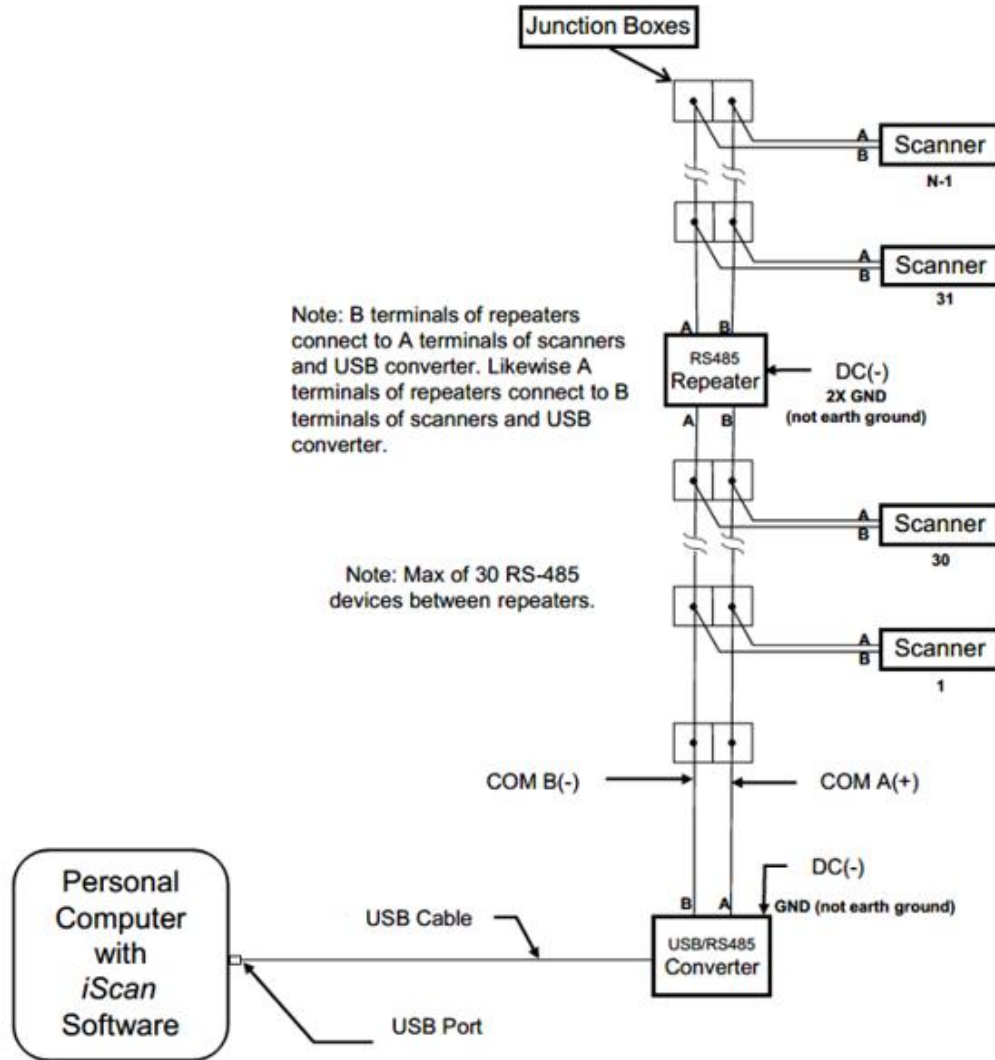 Junction Boxes
A
B
Scanner
N-1
A
B
Scanner
31
Note: B terminals of repeaters
connect to A terminals of scanners
and USB converter. Likewise A
terminals of repeaters connect to B
terminals of scanners and USB
converter.
A B
RS485
Repeater
A B
DC(-)
2X GND
(not earth ground)
A
B
Scanner
30
Note: Max of 30 RS-485
devices between repeaters.
A
B
Scanner
1
COM B(-)
COM A(+)
DC(-)
GND (not earth ground)
B A
USB/RS485
Converter
USB Cable
Personal
Computer
with
iScan
Software
USB Port